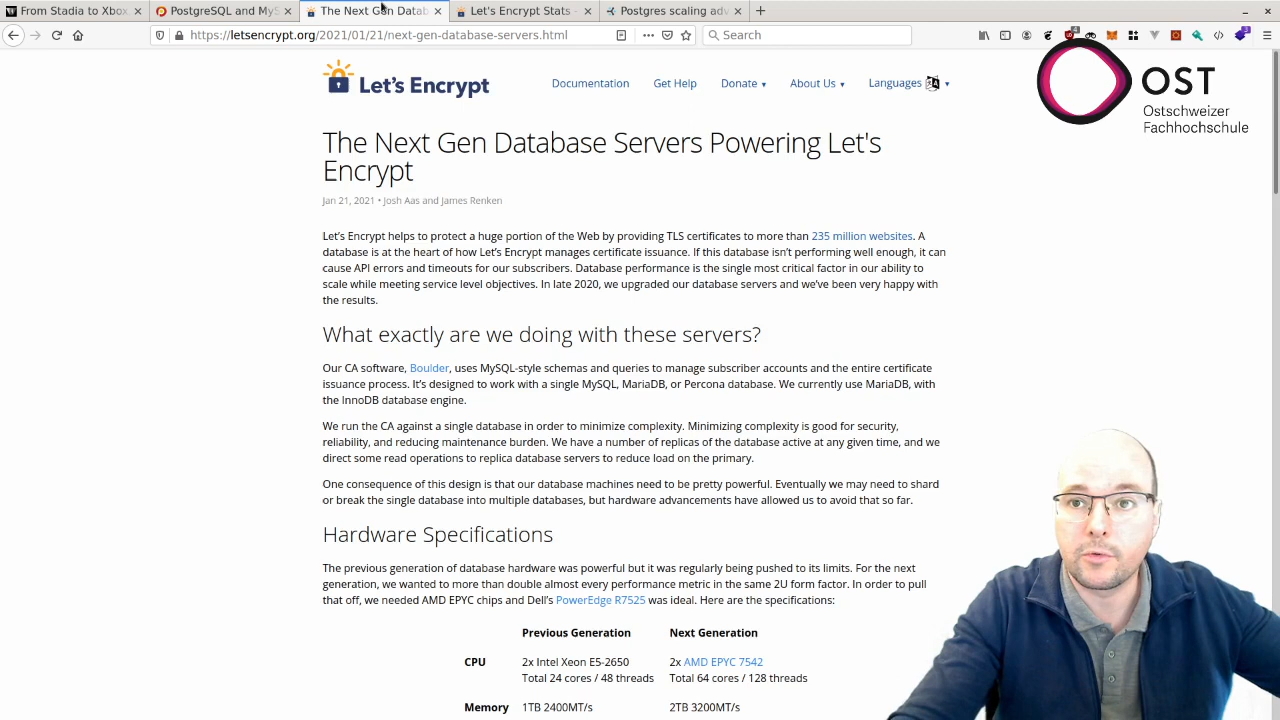 From Stadia to Xbox
PostgreSQL and MyS
The Next Gen Datab
Let's Encrypt Stats -
Postgres scaling adv
https://letsencrypt.org/2021/01/21/next-gen-database-servers.html
Search
Let's Encrypt
Documentation
Get Help
Donate
About Us
Languages
OST
Ostschweizer
Fachhochschule
The Next Gen Database Servers Powering Let's
Encrypt
Jan 21, 2021 • Josh Aas and James Renken
Let's Encrypt helps to protect a huge portion of the Web by providing TLS certificates to more than 235 million websites. A
database is at the heart of how Let's Encrypt manages certificate issuance. If this database isn't performing well enough, it can
cause API errors and timeouts for our subscribers. Database performance is the single most critical factor in our ability to
scale while meeting service level objectives. In late 2020, we upgraded our database servers and we've been very happy with
the results.
What exactly are we doing with these servers?
Our CA software, Boulder, uses MySQL-style schemas and queries to manage subscriber accounts and the entire certificate
issuance process. It's designed to work with a single MySQL, MariaDB, or Percona database. We currently use MariaDB, with
the InnoDB database engine.
We run the CA against a single database in order to minimize complexity. Minimizing complexity is good for security,
reliability, and reducing maintenance burden. We have a number of replicas of the database active at any given time, and we
direct some read operations to replica database servers to reduce load on the primary.
One consequence of this design is that our database machines need to be pretty powerful. Eventually we may need to shard
or break the single database into multiple databases, but hardware advancements have allowed us to avoid that so far.
Hardware Specifications
The previous generation of database hardware was powerful but it was regularly being pushed to its limits. For the next
generation, we wanted to more than double almost every performance metric in the same 2U form factor. In order to pull
that off, we needed AMD EPYC chips and Dell's PowerEdge R7525 was ideal. Here are the specifications:
Previous Generation Next Generation
CPU 2x Intel Xeon E5-2650 2x AMD EPYC 7542
Total 24 cores / 48 threads Total 64 cores / 128 threads
Memory 1TB 2400MT/s 2TB 3200MT/s